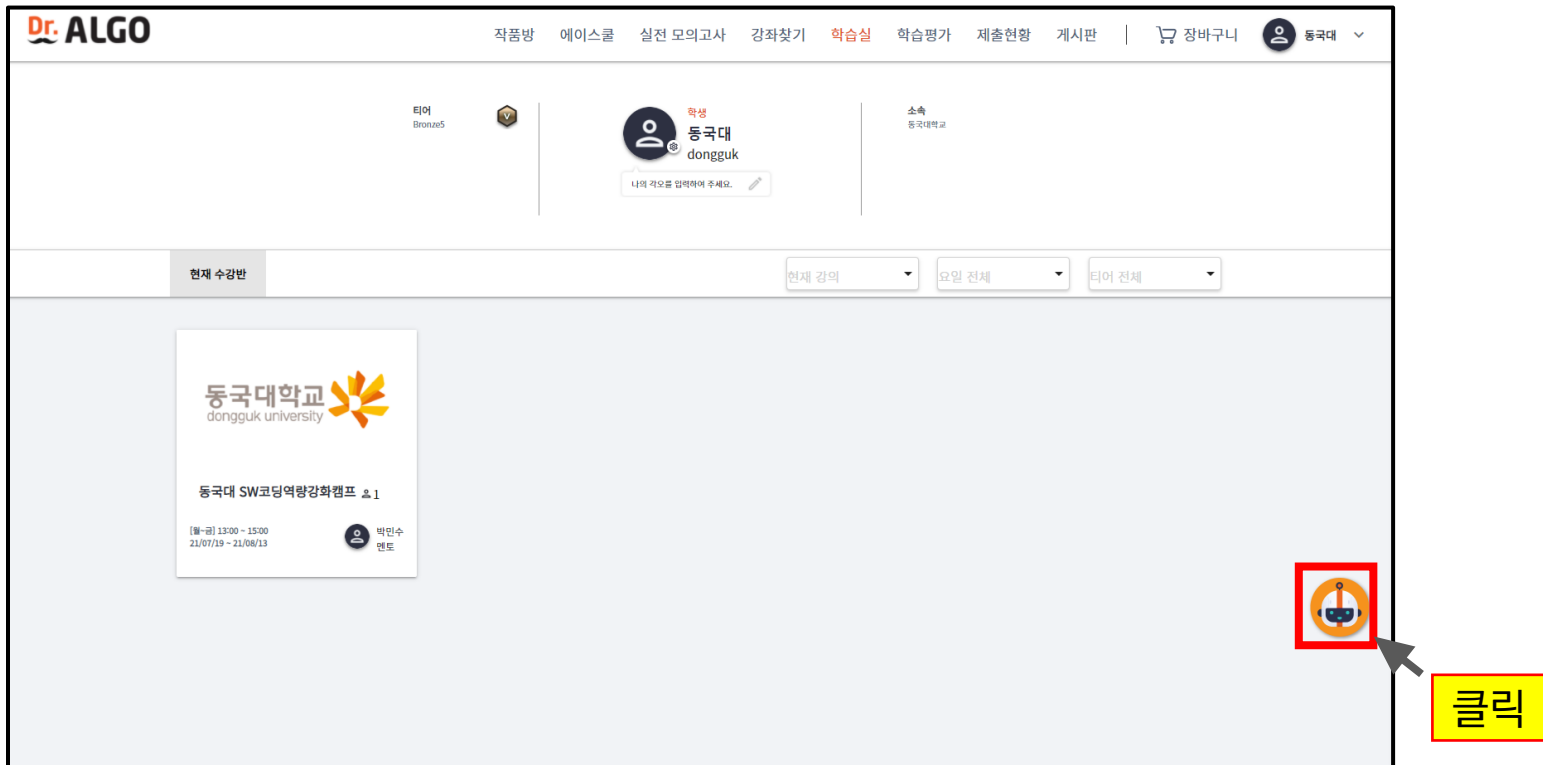 Dr. ALGO
작품방 에이스쿨 실전 모의고사 강좌찾기 학습실 학습평가 제출현황 게시판 장바구니 동국대
티어
Bronze5
V
학생
동국대
dongguk
나의 각오를 입력하여 주세요.
소속
동국대학교
현재 수강반
현재 강의
요일 전체
티어 전체
동국대학교
dongguk university
동국대 SW코딩역량강화캠프 1
[월~금] 13:00 ~ 15:00
21/07/19 ~ 21/08/13
박민수
멘토
클릭